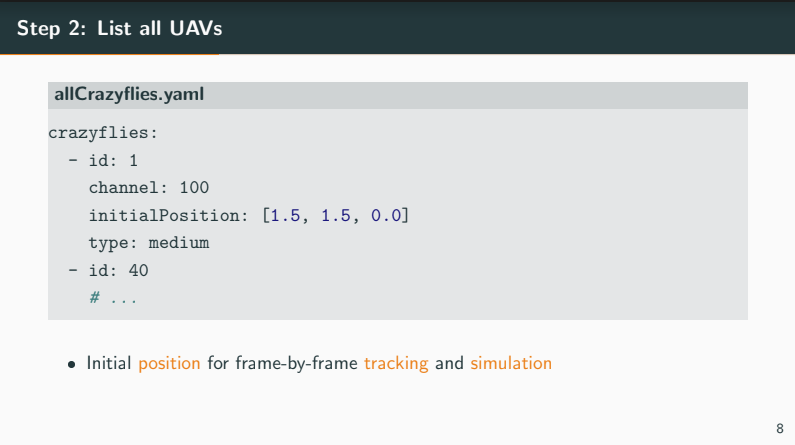 Step 2: List all UAVs
allCrazyflies.yaml
crazyflies:
  - id: 1
    channel: 100
    initialPosition: [1.5, 1.5, 0.0]
    type: medium
  - id: 40
    # ...
• Initial position for frame-by-frame tracking and simulation
8